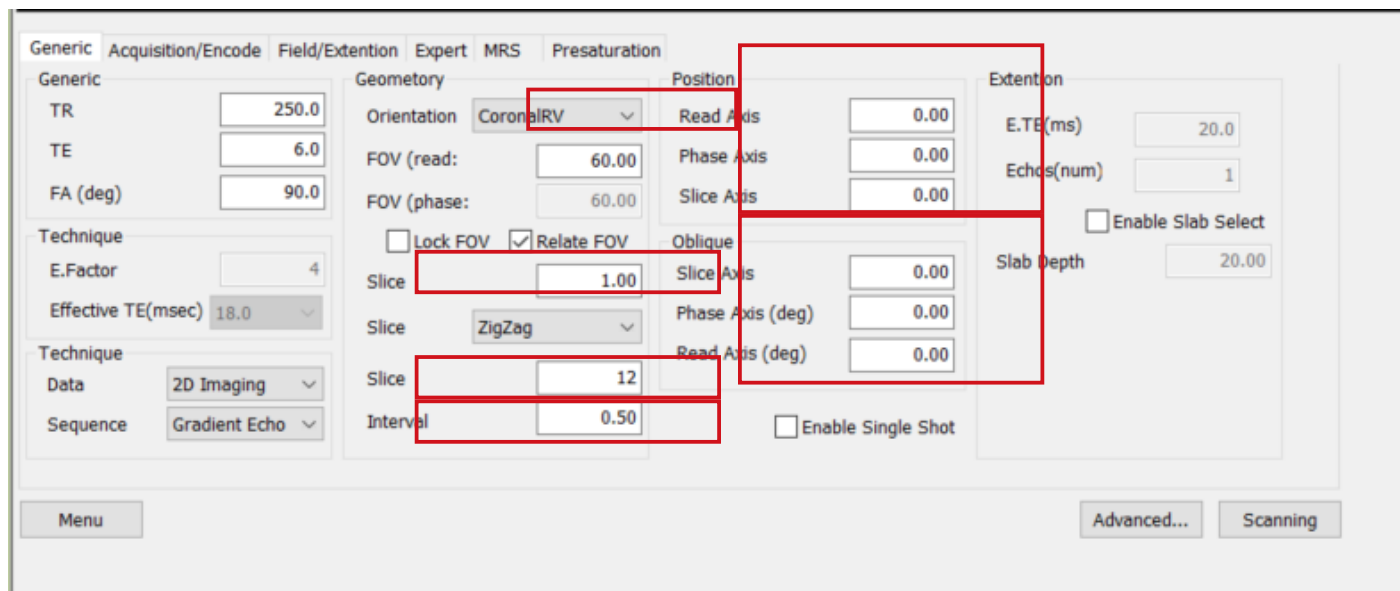 Generic Acquisition/Encode Field/Extention Expert MRS Presaturation
Generic
TR 250.0
TE 6.0
FA (deg) 90.0
Technique
E.Factor 4
Effective TE(msec) 18.0
Technique
Data 2D Imaging
Sequence Gradient Echo
Geometory
Orientation CoronalRV
FOV (read: 60.00
FOV (phase: 60.00
Lock FOV Relate FOV
Slice 1.00
Slice ZigZag
Slice 12
Interval 0.50
Position
Read Axis 0.00
Phase Axis 0.00
Slice Axis 0.00
Oblique
Slice Axis 0.00
Phase Axis (deg) 0.00
Read Axis (deg) 0.00
Enable Single Shot
Extention
E.TE(ms) 20.0
Echos(num) 1
Enable Slab Select
Slab Depth 20.00
Menu Advanced... Scanning